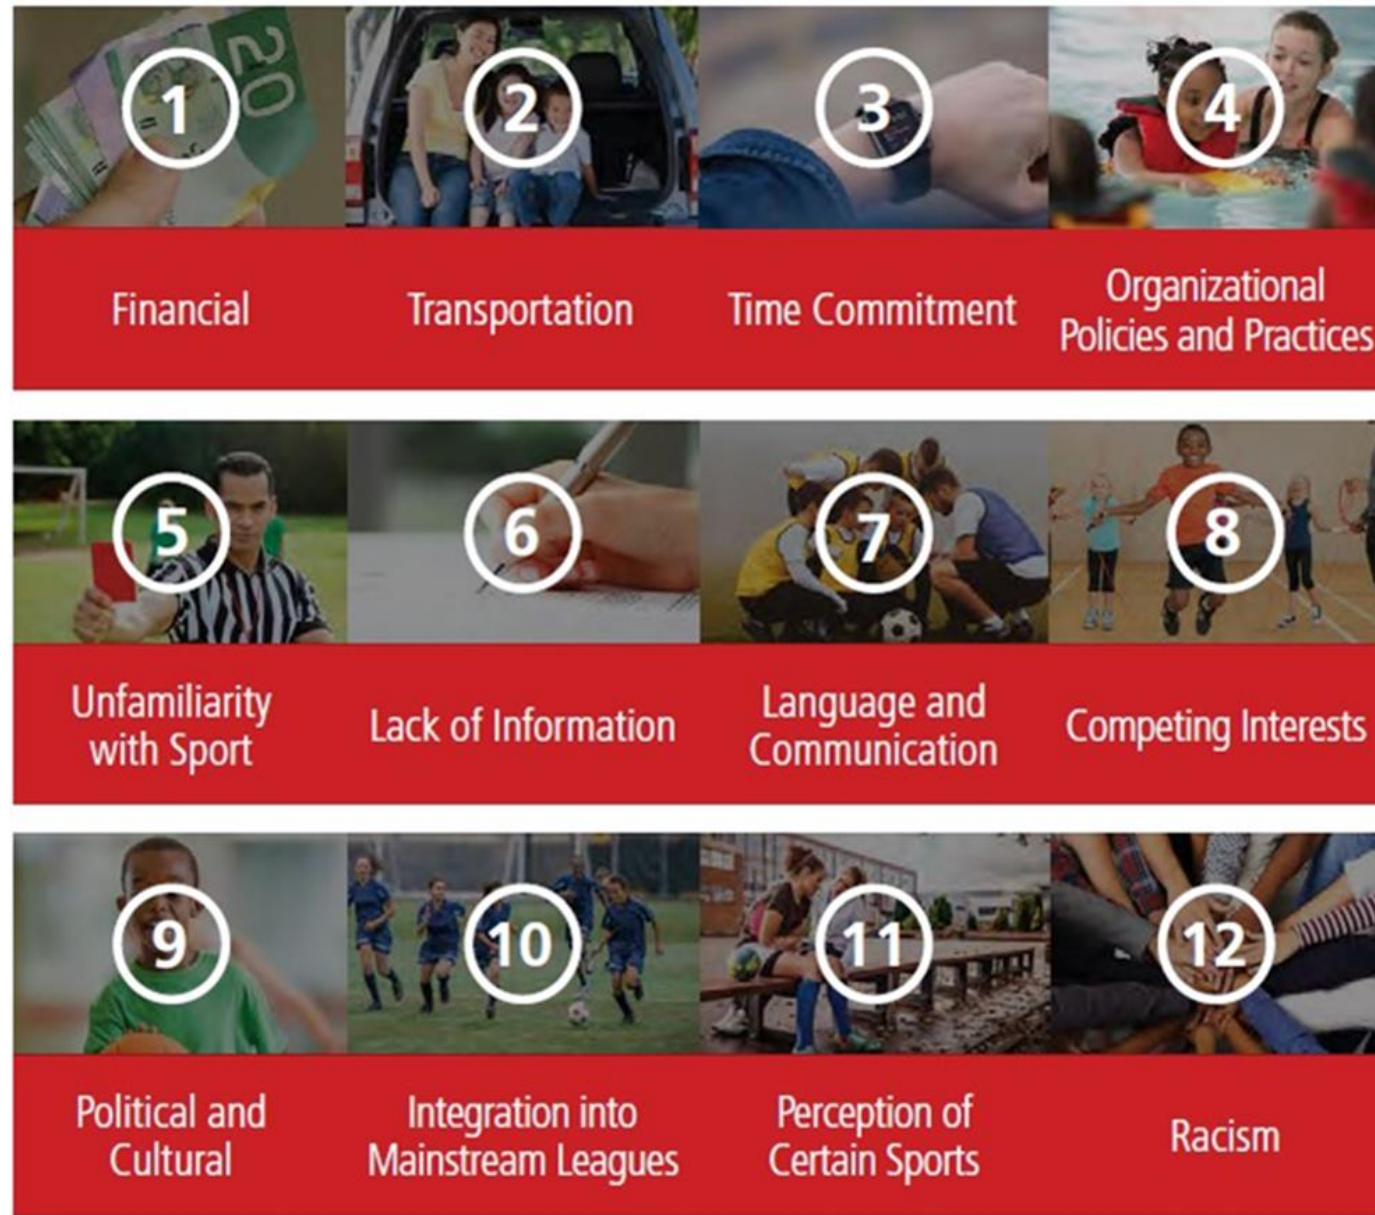 20
1
2
3
4
Financial
Transportation
Time Commitment
Organizational
Policies and Practices
5
6
7
8
Unfamiliarity
with Sport
Lack of Information
Language and
Communication
Competing Interests
9
10
11
12
Political and
Cultural
Integration into
Mainstream Leagues
Perception of
Certain Sports
Racism